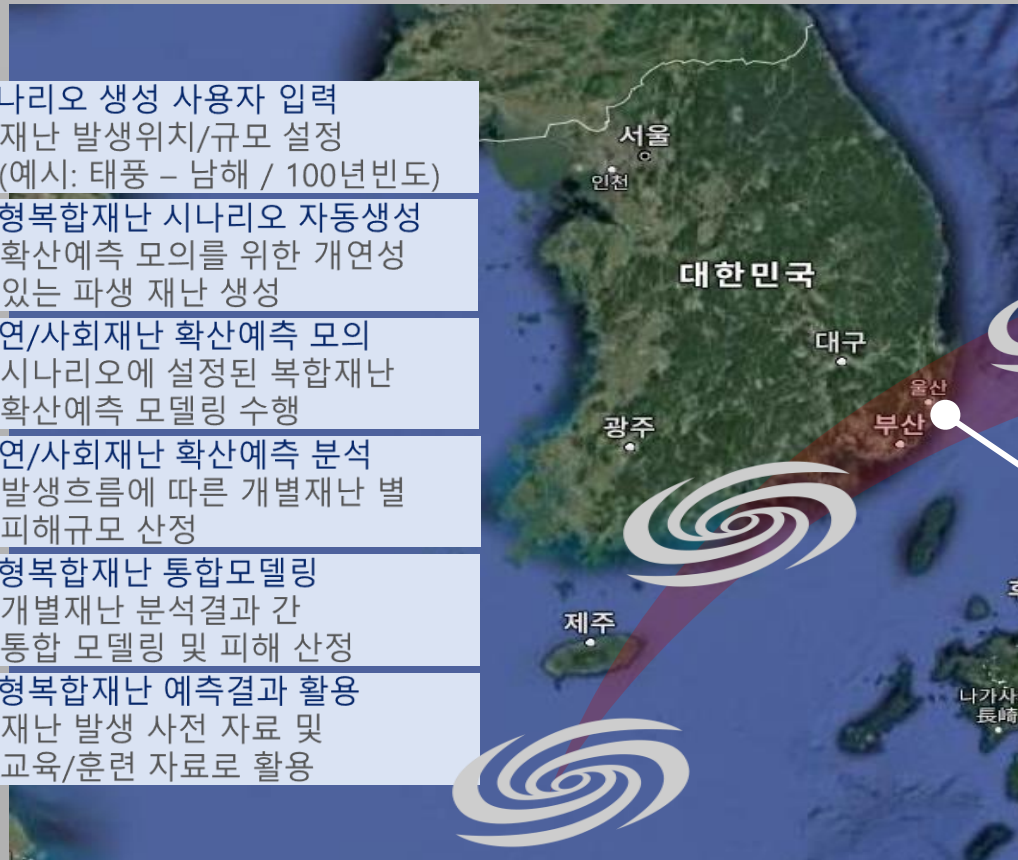 나리오 생성 사용자 입력
재난 발생위치/규모 설정
(예시: 태풍 – 남해 / 100년빈도)
형복합재난 시나리오 자동생성
확산예측 모의를 위한 개연성
있는 파생 재난 생성
연/사회재난 확산예측 모의
시나리오에 설정된 복합재난
확산예측 모델링 수행
연/사회재난 확산예측 분석
발생흐름에 따른 개별재난 별
피해규모 산정
형복합재난 통합모델링
개별재난 분석결과 간
통합 모델링 및 피해 산정
형복합재난 예측결과 활용
재난 발생 사전 자료 및
교육/훈련 자료로 활용
서울
인천
대한민국
대구
울산
부산
광주
제주
나가사
長崎